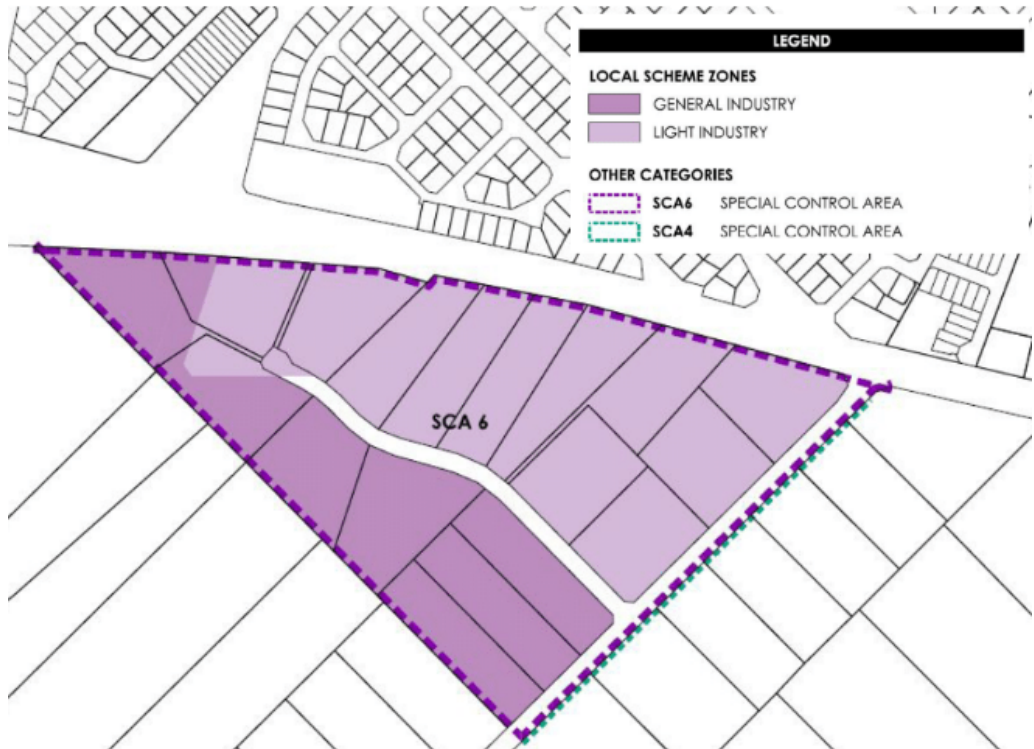 LEGEND
LOCAL SCHEME ZONES
GENERAL INDUSTRY
LIGHT INDUSTRY
OTHER CATEGORIES
SCA6 SPECIAL CONTROL AREA
SCA4 SPECIAL CONTROL AREA
SCA 6